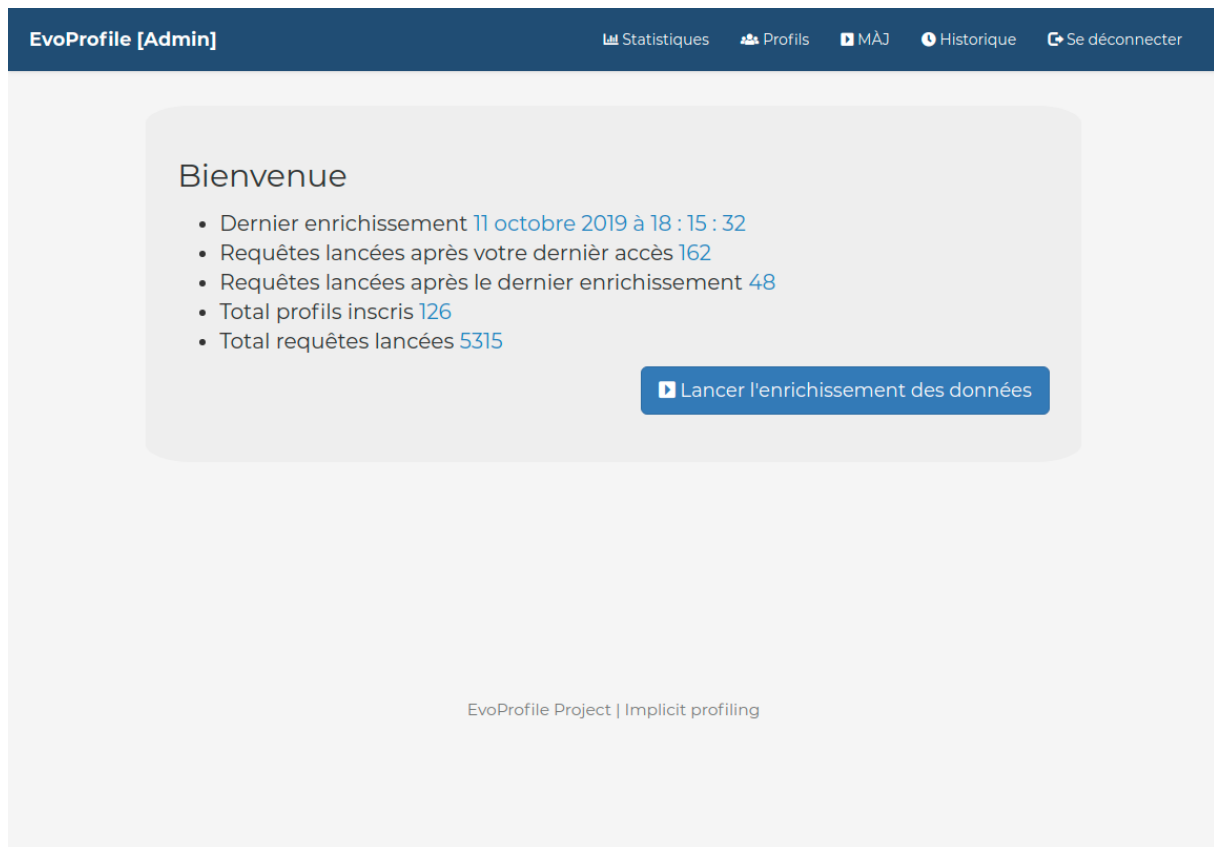 EvoProfile [Admin]
Statistiques
Profils
MÀJ
Historique
Se déconnecter
Bienvenue
Dernier enrichissement 11 octobre 2019 à 18 : 15 : 32
Requêtes lancées après votre dernièr accès 162
Requêtes lancées après le dernier enrichissement 48
Total profils inscris 126
Total requêtes lancées 5315
Lancer l'enrichissement des données
EvoProfile Project | Implicit profiling